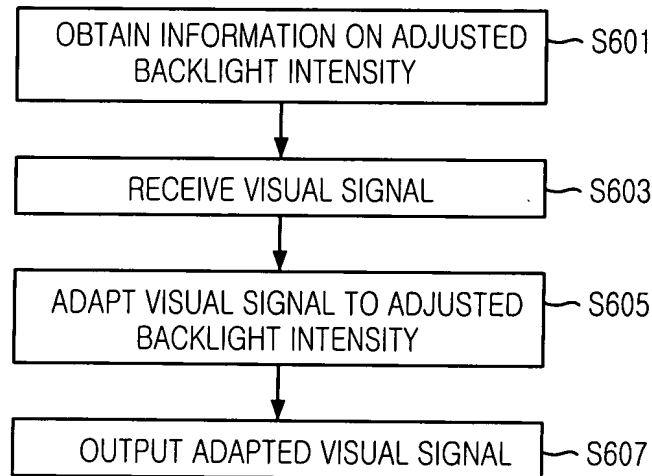 OBTAIN INFORMATION ON ADJUSTED
BACKLIGHT INTENSITY
S601
RECEIVE VISUAL SIGNAL
S603
ADAPT VISUAL SIGNAL TO ADJUSTED
BACKLIGHT INTENSITY
S605
OUTPUT ADAPTED VISUAL SIGNAL
S607